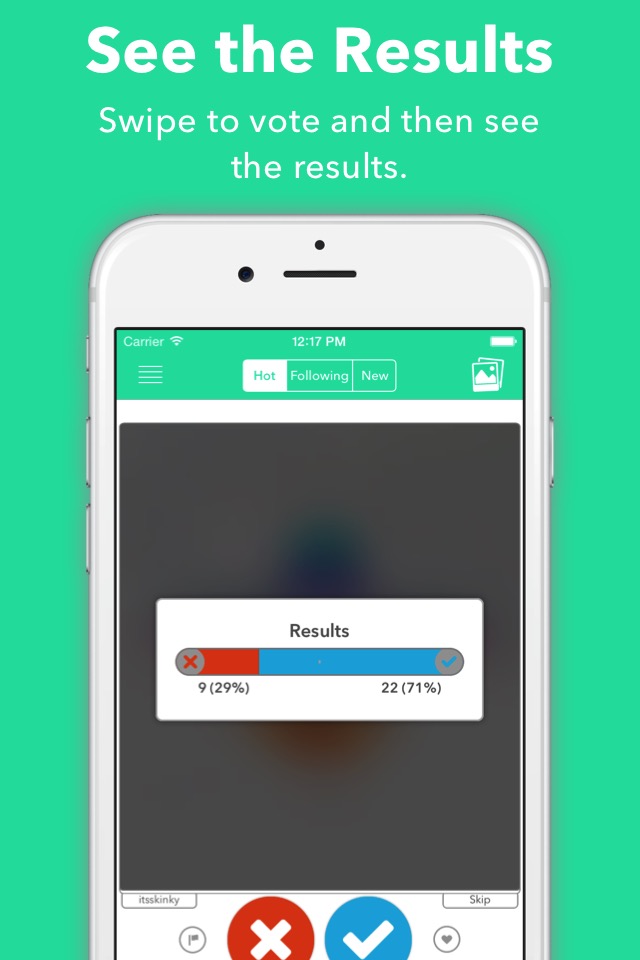 See the Results
Swipe to vote and then see
the results.
Carrier 12:17 PM
Hot Following New
Results
9 (29%) 22 (71%)
itsskinky Skip